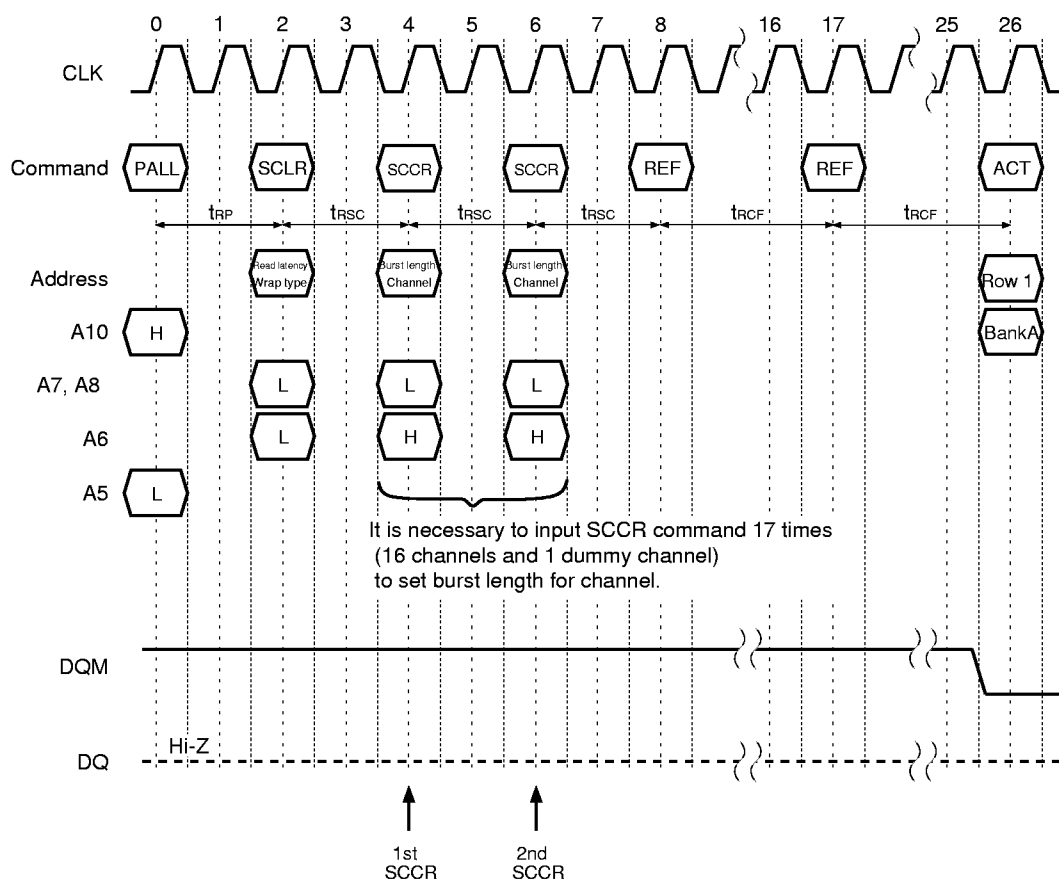 0 1 2 3 4 5 6 7 8 16 17 25 26
CLK
Command PALL SCLR SCCR SCCR REF REF ACT
tRP tRSC tRSC tRSC tRCF tRCF
Address Read latency Burst length Burst length
Wrap type Channel Channel Row 1
A10 H BankA
A7, A8 L L L
A6 L H H
A5 L
It is necessary to input SCCR command 17 times
(16 channels and 1 dummy channel)
to set burst length for channel.
DQM
Hi-Z
DQ
1st 2nd
SCCR SCCR